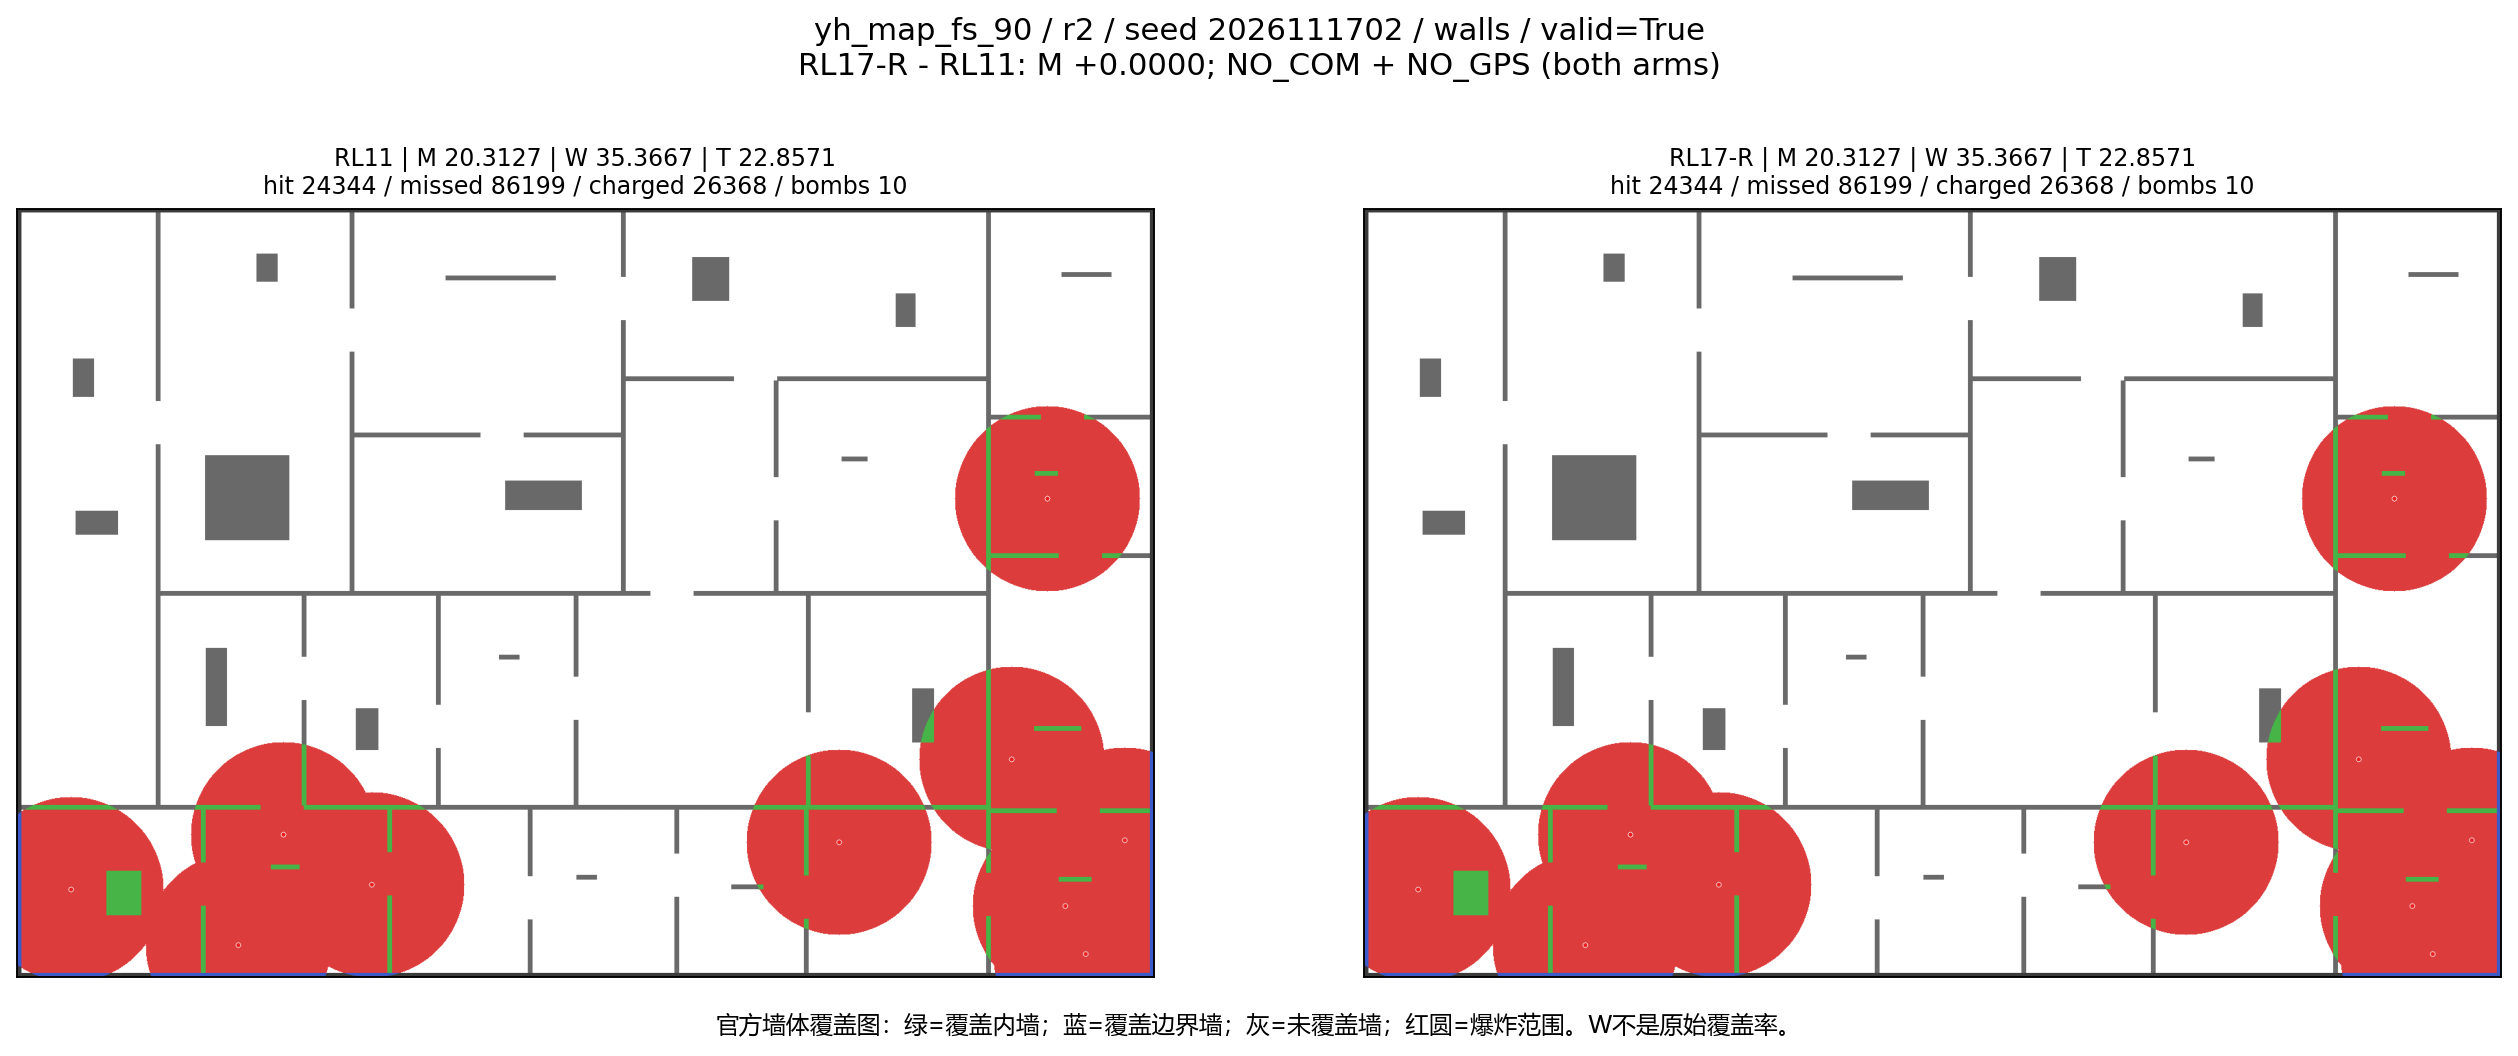 yh_map_fs_90 / r2 / seed 2026111702 / walls / valid=True
RL17-R - RL11: M +0.0000; NO_COM + NO_GPS (both arms)
RL11 | M 20.3127 | W 35.3667 | T 22.8571
hit 24344 / missed 86199 / charged 26368 / bombs 10
RL17-R | M 20.3127 | W 35.3667 | T 22.8571
hit 24344 / missed 86199 / charged 26368 / bombs 10
官方墙体覆盖图：绿=覆盖内墙；蓝=覆盖边界墙；灰=未覆盖墙；红圆=爆炸范围。W不是原始覆盖率。